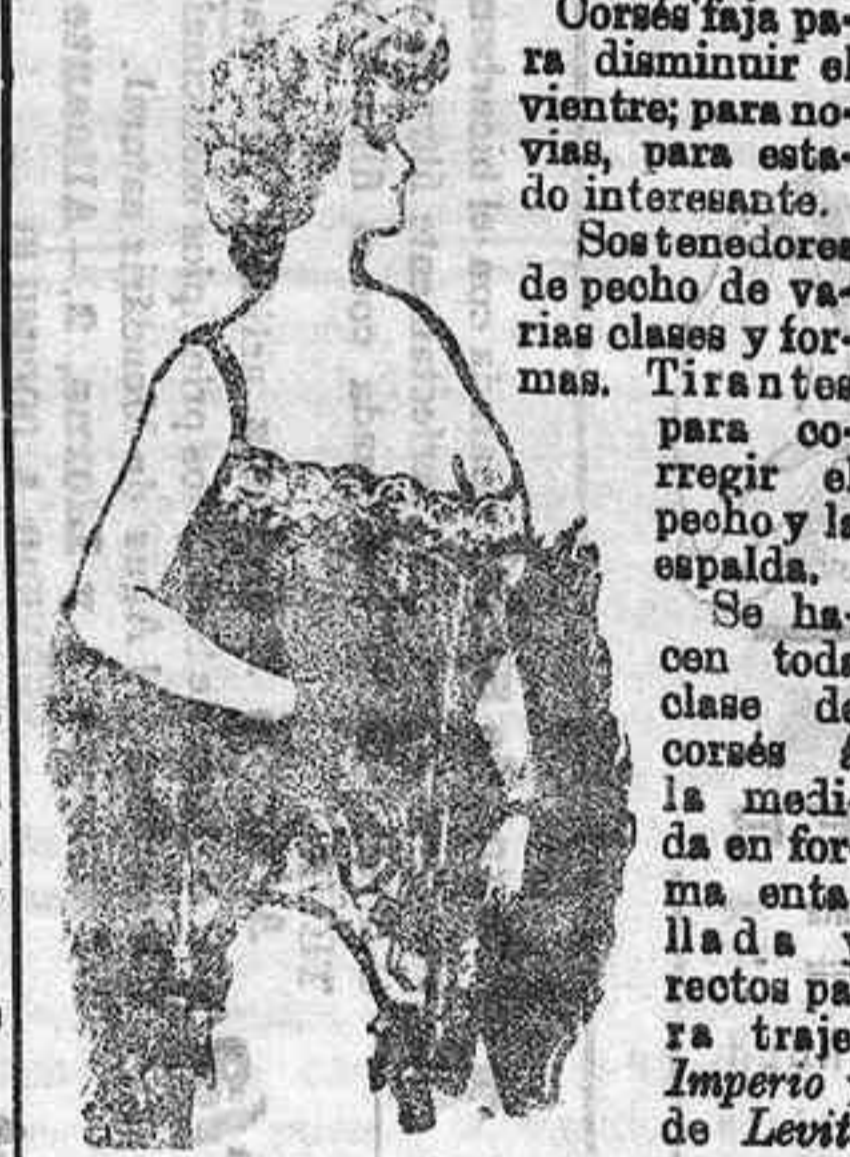 Corsés faja pa-
ra disminuir el
vientre; para no-
vias, para esta-
do interesante.
Sostenedores
de pecho de va-
rias clases y for-
mas. Tirantes
para co-
rregir el
pecho y la
espalda.
Se ha-
cen toda
clase de
corsés á
la medi-
da en for-
ma enta-
llada y
rectos pa-
ra traje
Imperio y
de Levit